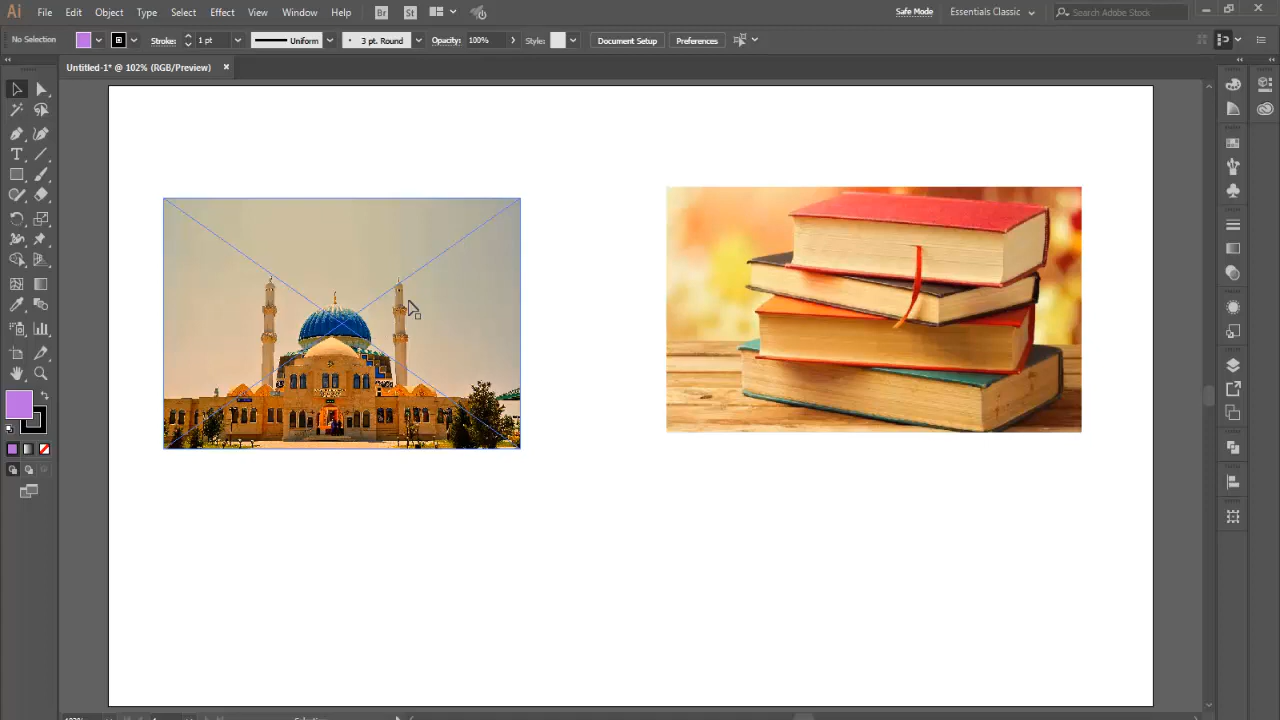 Ai File Edit Object Type Select Effect View Window Help Br St Safe Mode Essentials Classic Search Adobe Stock
No Selection Stroke: 1 pt Uniform 3 pt. Round Opacity: 100% Style: Document Setup Preferences
Untitled-1* @ 102% (RGB/Preview) ×